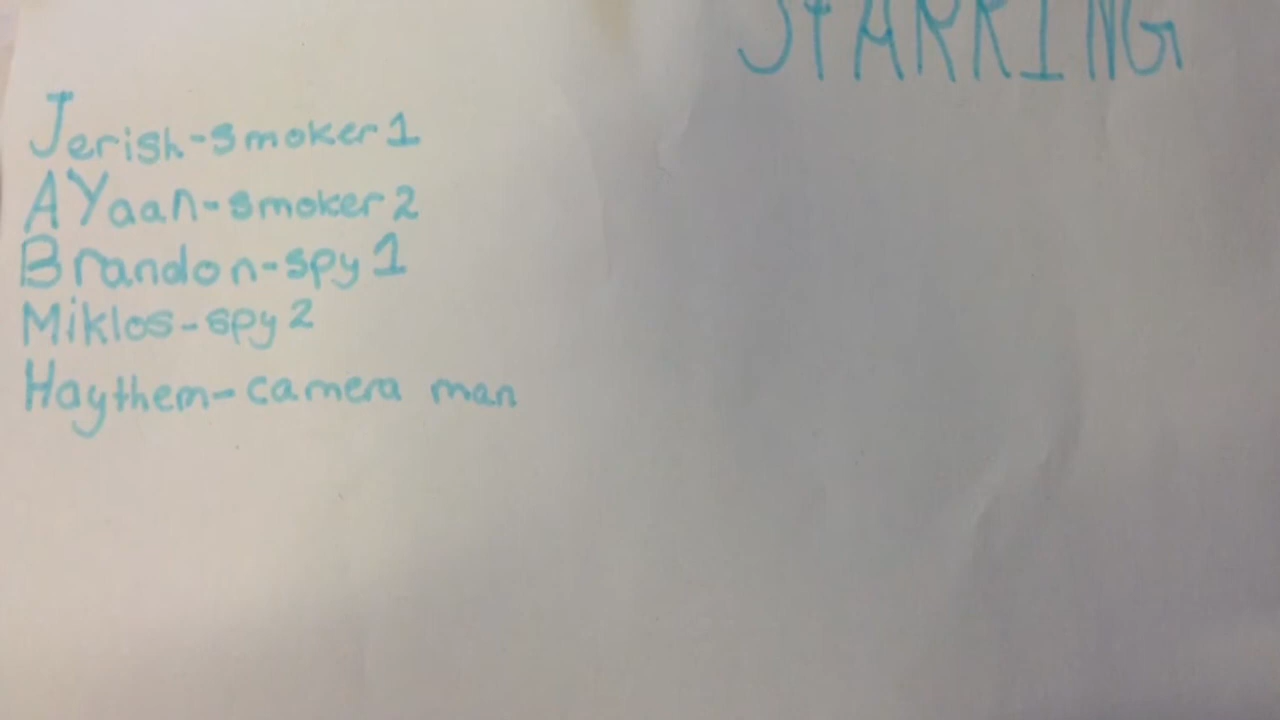 STARRING
Jerish-smoker 1
AYaan-smoker 2
Brandon-spy 1
Miklos-spy 2
Haythem-camera man